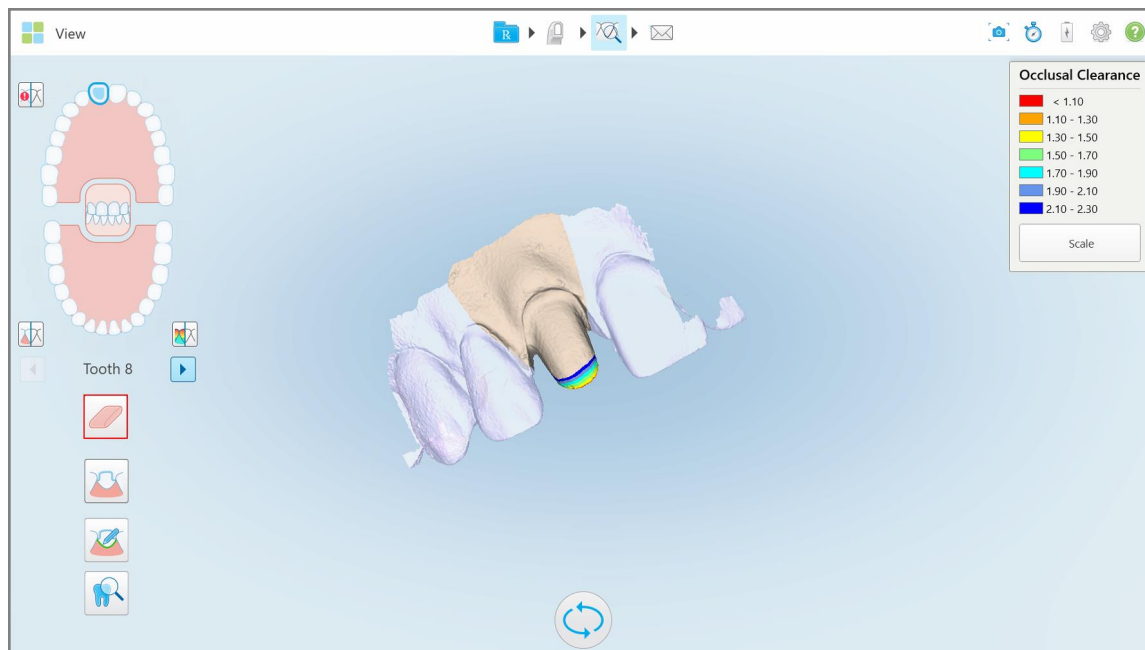 View
R
?
Occlusal Clearance
< 1.10
1.10 - 1.30
1.30 - 1.50
1.50 - 1.70
1.70 - 1.90
1.90 - 2.10
2.10 - 2.30
Scale
Tooth 8